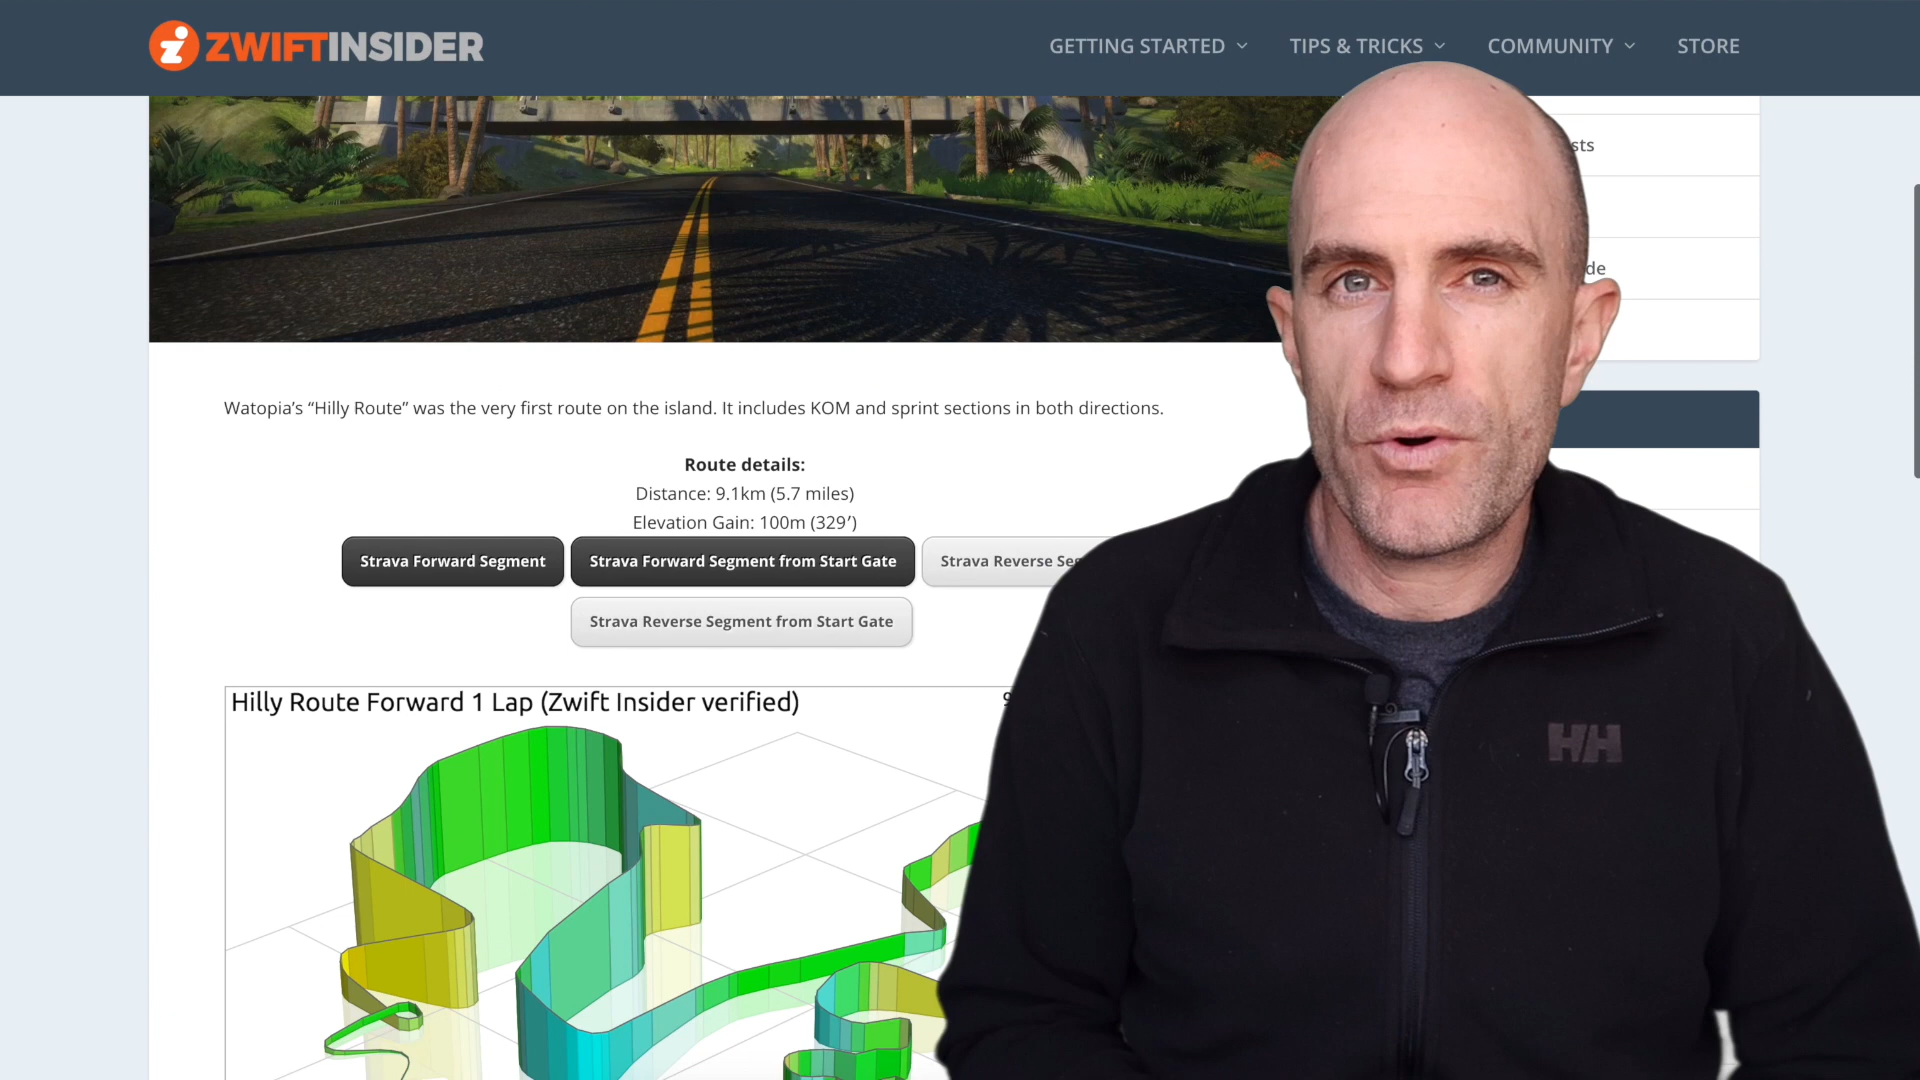 ZWIFTINSIDER
GETTING STARTED
TIPS & TRICKS
COMMUNITY
STORE
Watopia’s “Hilly Route” was the very first route on the island. It includes KOM and sprint sections in both directions.
Route details:
Distance: 9.1km (5.7 miles)
Elevation Gain: 100m (329′)
Strava Forward Segment
Strava Forward Segment from Start Gate
Strava Reverse
Strava Reverse Segment from Start Gate
Hilly Route Forward 1 Lap (Zwift Insider verified)
HH